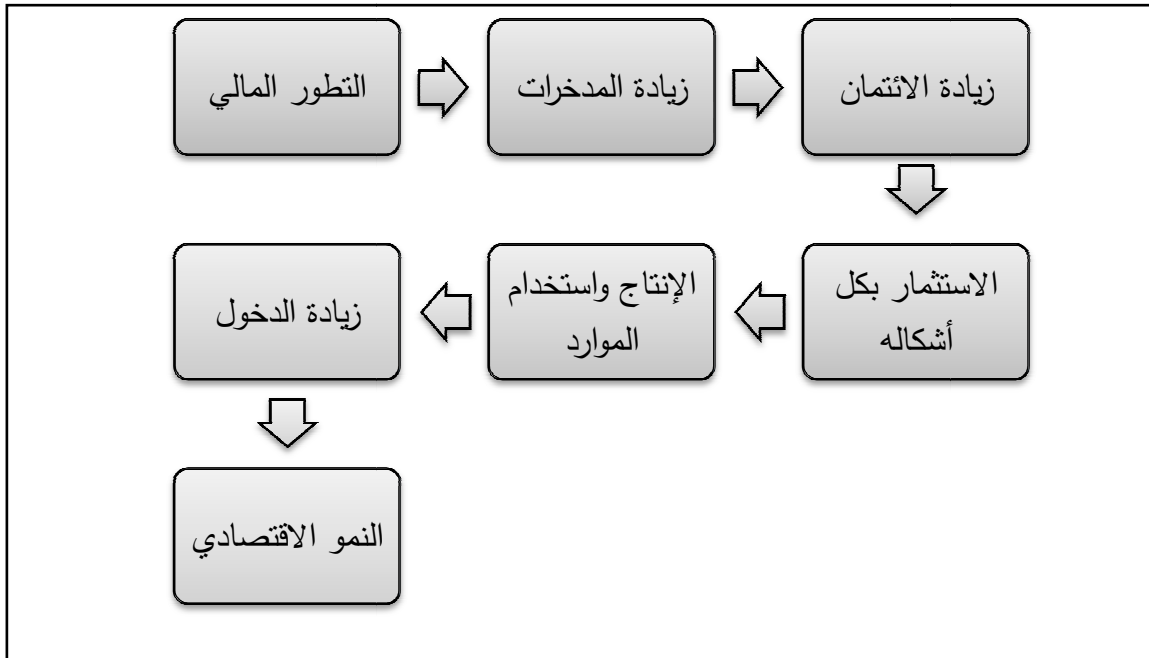 التطور المالي
زيادة المدخرات
زيادة الائتمان
الاستثمار بكل
أشكاله
الإنتاج واستخدام
الموارد
زيادة الدخول
النمو الاقتصادي